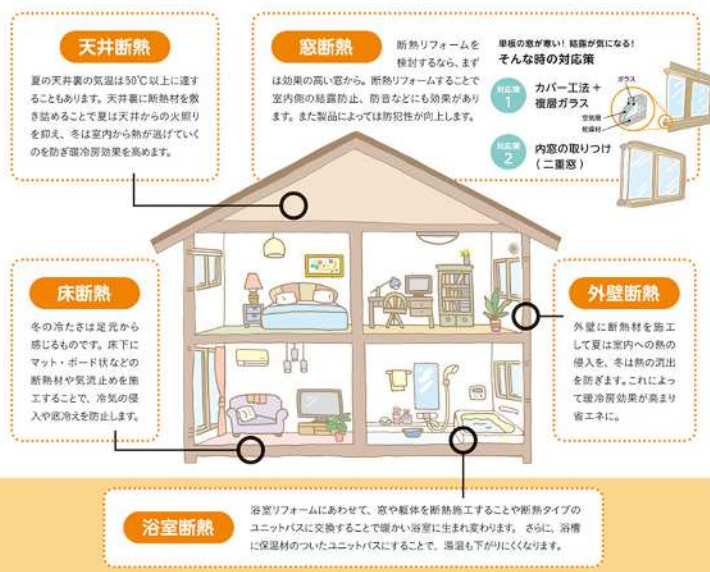 天井断熱
夏の天井裏の気温は50℃以上に達
することもあります。天井裏に断熱材を敷
き詰めることで夏は天井からの火照り
を抑え、冬は室内から熱が逃げていく
のを防ぎ暖冷房効果を高めます。
窓断熱
断熱リフォームを
検討するなら、まず
は効果の高い窓から。断熱リフォームすることで
室内側の結露防止、防音などにも効果があり
ます。また製品によっては防犯性が向上します。
単板の窓が寒い！結露が気になる！
そんな時の対応策
対応策
1
カバー工法＋
複層ガラス
ガラス
空気層
乾燥材
対応策
2
内窓の取りつけ
（二重窓）
床断熱
冬の冷たさは足元から
感じるものです。床下に
マット・ボード状などの
断熱材や気流止めを施
工することで、冷気の侵
入や底冷えを防止します。
外壁断熱
外壁に断熱材を施工
して夏は室内への熱の
侵入を、冬は熱の流出
を防ぎます。これによっ
て暖冷房効果が高まり
省エネに。
浴室断熱
浴室リフォームにあわせて、窓や躯体を断熱施工することや断熱タイプの
ユニットバスに交換することで暖かい浴室に生まれ変わります。 さらに、浴槽
に保温材のついたユニットバスにすることで、湯温も下がりにくくなります。